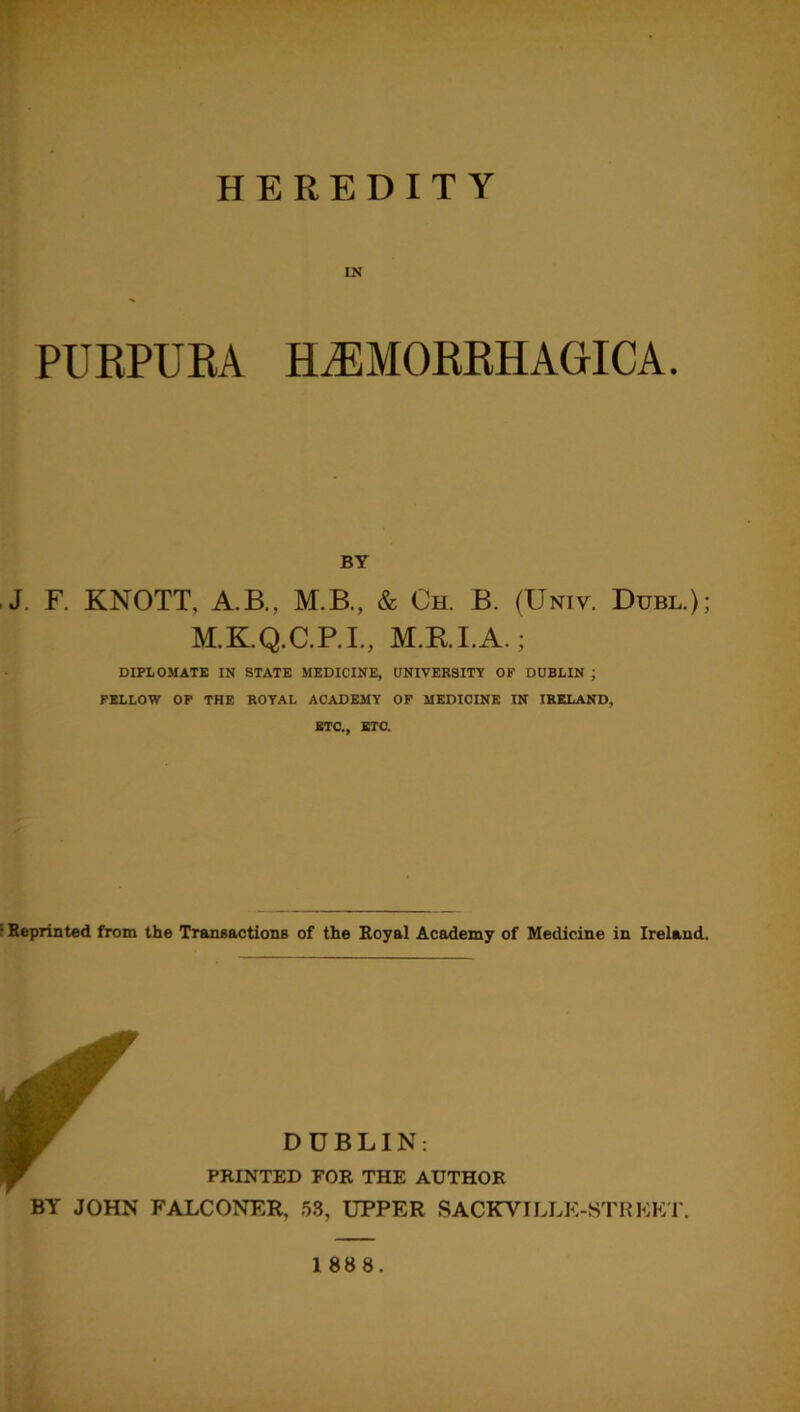 HEREDITY
IN
PURPURA HÆMORRHAGICA.
BY
J. F. KNOTT, A.B., M.B., & Ch. B. (Univ. Dubl.);
M.K.Q.C.P.I., M.R.I.A.;
DIPLOMATE IN STATE MEDICINE, UNIVERSITY OF DUBLIN ;
FELLOW OF THE ROYAL ACADEMY OF MEDICINE IN IRELAND,
ETC., ETC.
Reprinted from the Transactions of the Royal Academy of Medicine in Ireland.
DUBLIN:
PRINTED FOR THE AUTHOR
BY JOHN FALCONER, 53, UPPER SACKVILLE-STREET.
1888.